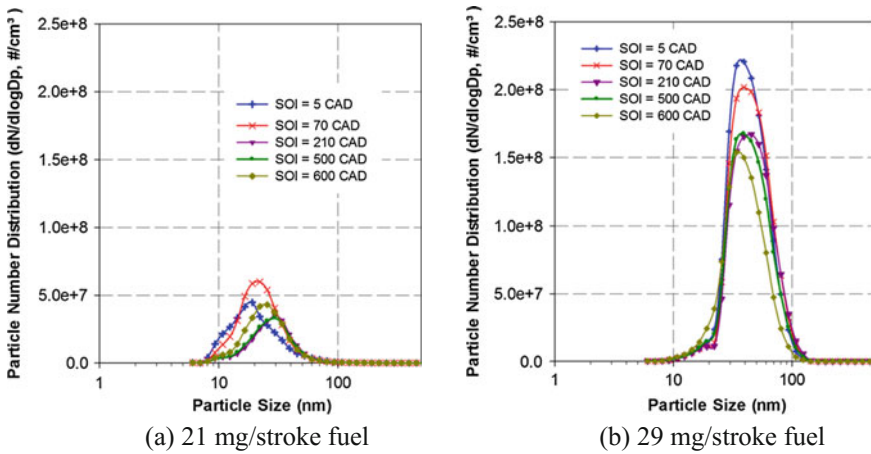 Particle Number Distribution (dN/dlogDp, #/cm³)
2.5e+8
2.0e+8
1.5e+8
1.0e+8
5.0e+7
0.0
SOI = 5 CAD
SOI = 70 CAD
SOI = 210 CAD
SOI = 500 CAD
SOI = 600 CAD
1 10 100
Particle Size (nm)
(a) 21 mg/stroke fuel
Particle Number Distribution (dN/dlogDp, #/cm³)
2.5e+8
2.0e+8
1.5e+8
1.0e+8
5.0e+7
0.0
SOI = 5 CAD
SOI = 70 CAD
SOI = 210 CAD
SOI = 500 CAD
SOI = 600 CAD
1 10 100
Particle Size (nm)
(b) 29 mg/stroke fuel